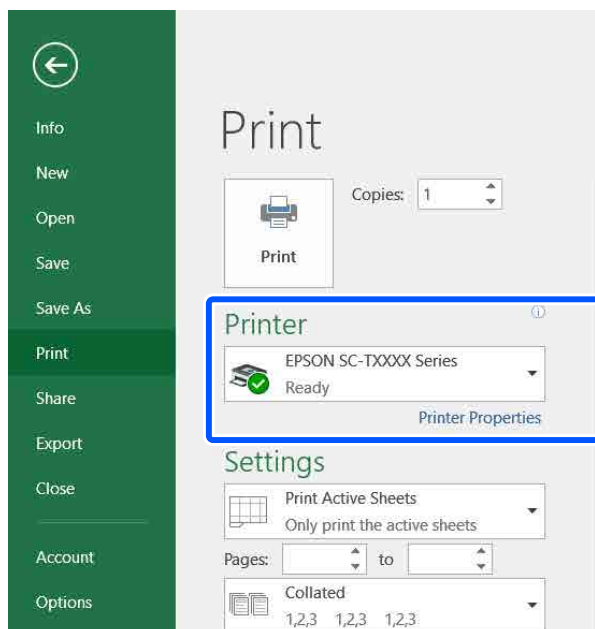 Info
New
Open
Save
Save As
Print
Share
Export
Close
Account
Options
Print
Copies: 1
Print
Printer
EPSON SC-TXXXX Series
Ready
Printer Properties
Settings
Print Active Sheets
Only print the active sheets
Pages: to
Collated
1,2,3 1,2,3 1,2,3